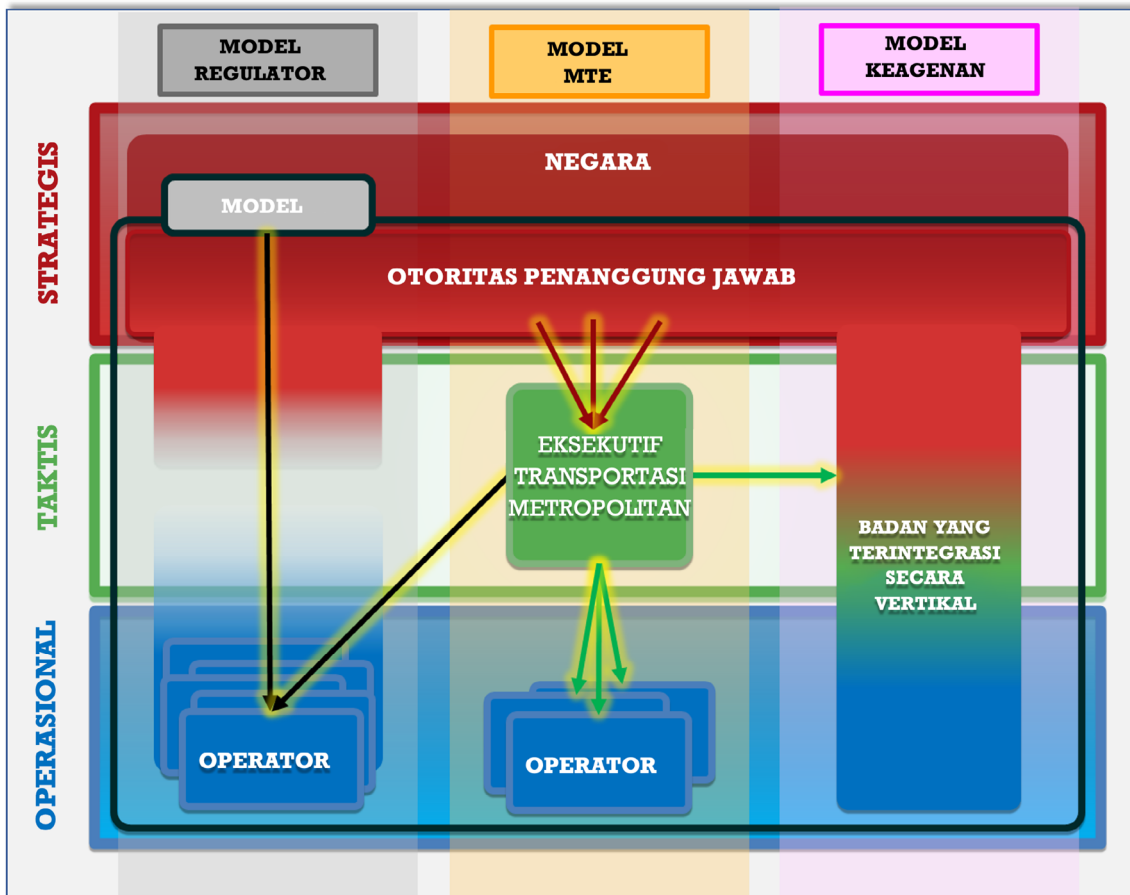 MODEL
REGULATOR
MODEL
MTE
MODEL
KEAGENAN
STRATEGIS
NEGARA
MODEL
OTORITAS PENANGGUNG JAWAB
TAKTIS
EKSEKUTIF
TRANSPORTASI
METROPOLITAN
BADAN YANG
TERINTEGRASI
SECARA
VERTIKAL
OPERASIONAL
OPERATOR
OPERATOR